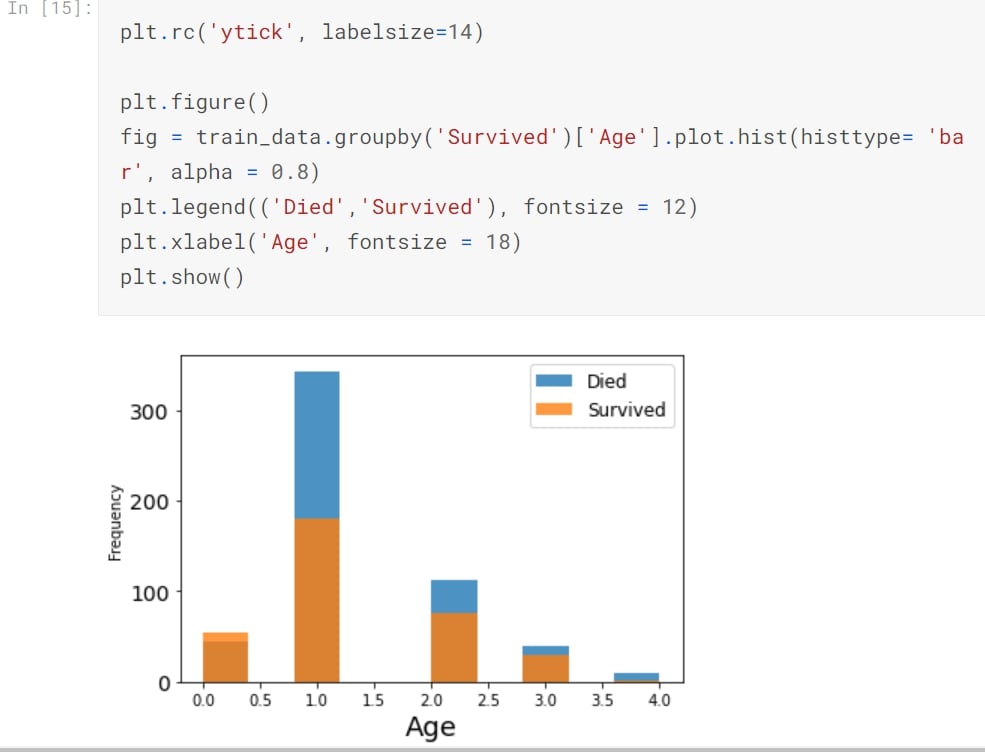 In [15]:
plt.rc('ytick', labelsize=14)
plt.figure()
fig = train_data.groupby('Survived')['Age'].plot.hist(histtype= 'ba
r', alpha = 0.8)
plt.legend(('Died','Survived'), fontsize = 12)
plt.xlabel('Age', fontsize = 18)
plt.show()
Died
Survived
300
200
100
0
Frequency
0.0 0.5 1.0 1.5 2.0 2.5 3.0 3.5 4.0
Age